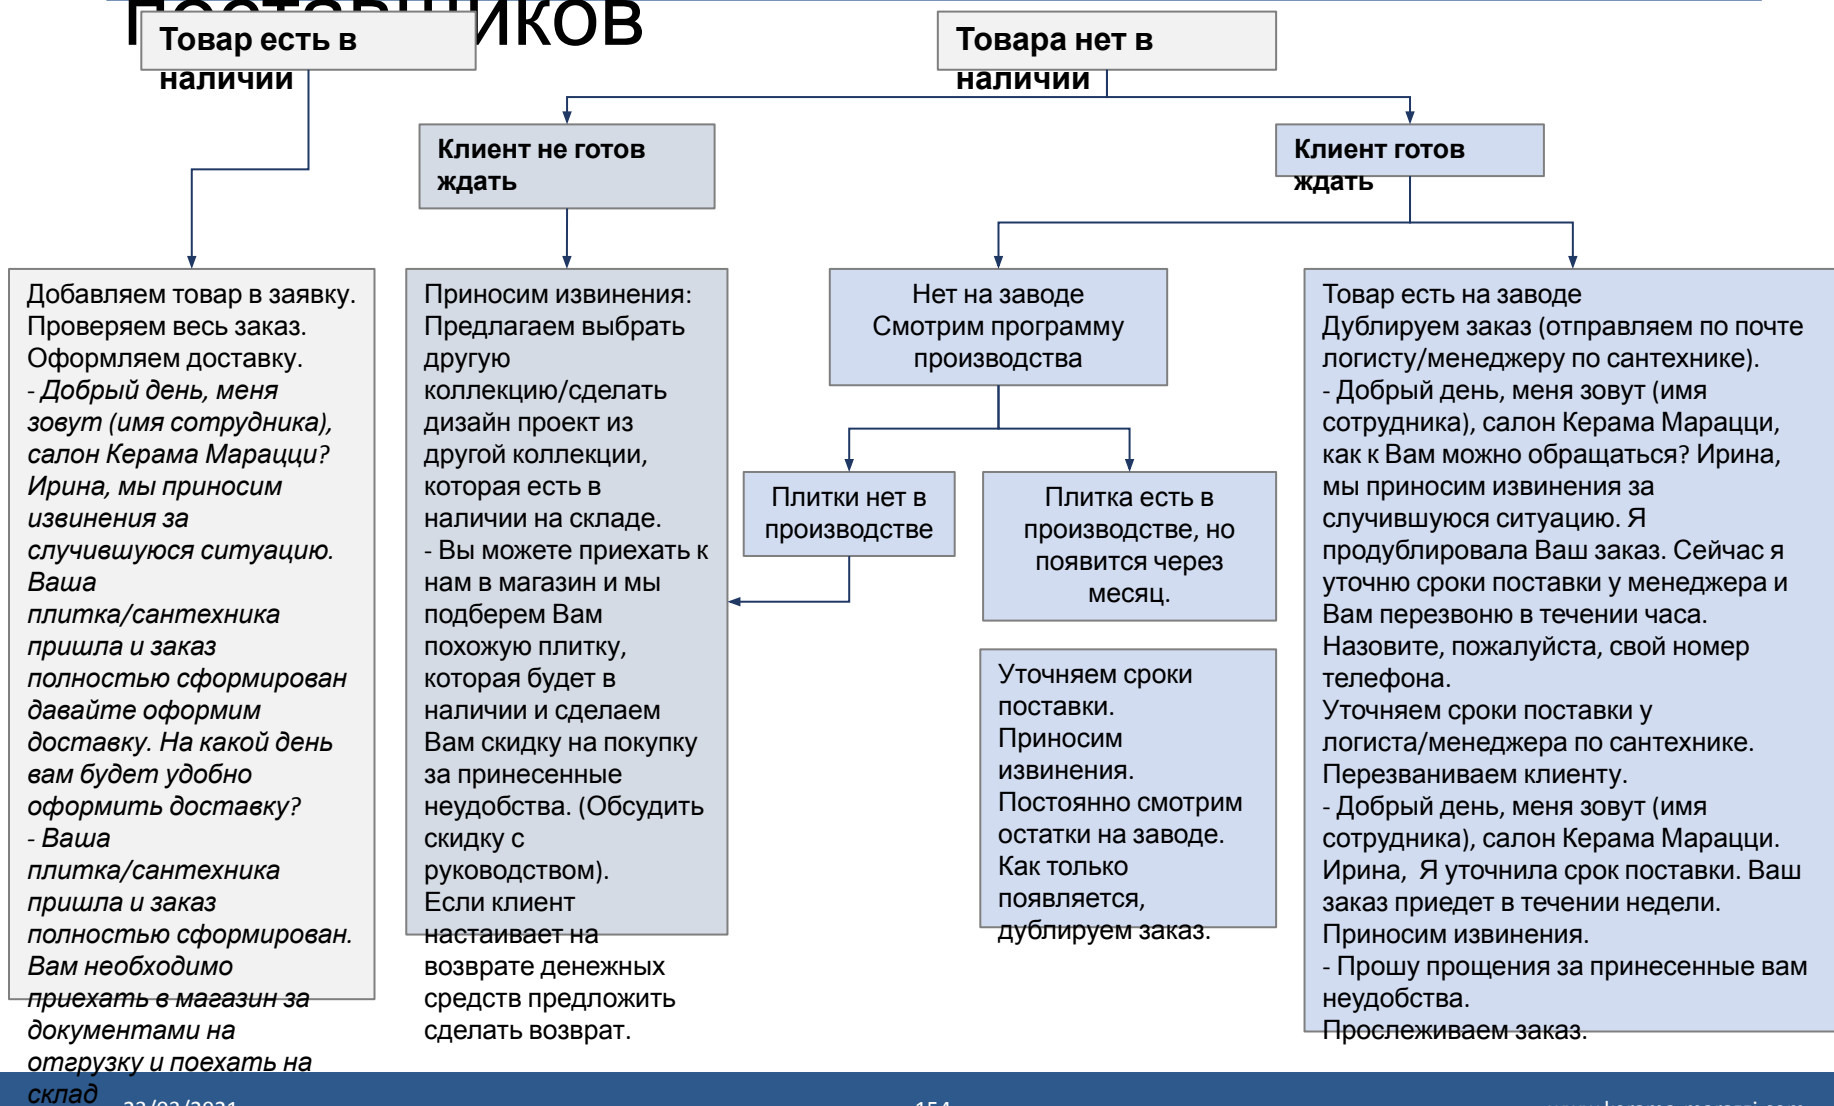 поставщиков
Товар есть в
наличии
Товара нет в
наличии
Клиент не готов
ждать
Клиент готов
ждать
Добавляем товар в заявку.
Проверяем весь заказ.
Оформляем доставку.
- Добрый день, меня
зовут (имя сотрудника),
салон Керама Марацци?
Ирина, мы приносим
извинения за
случившуюся ситуацию.
Ваша
плитка/сантехника
пришла и заказ
полностью сформирован
давайте оформим
доставку. На какой день
вам будет удобно
оформить доставку?
- Ваша
плитка/сантехника
пришла и заказ
полностью сформирован.
Вам необходимо
приехать в магазин за
документами на
отгрузку и поехать на
склад
Приносим извинения:
Предлагаем выбрать
другую
коллекцию/сделать
дизайн проект из
другой коллекции,
которая есть в
наличии на складе.
- Вы можете приехать к
нам в магазин и мы
подберем Вам
похожую плитку,
которая будет в
наличии и сделаем
Вам скидку на покупку
за принесенные
неудобства. (Обсудить
скидку с
руководством).
Если клиент
настаивает на
возврате денежных
средств предложить
сделать возврат.
Нет на заводе
Смотрим программу
производства
Плитки нет в
производстве
Плитка есть в
производстве, но
появится через
месяц.
Уточняем сроки
поставки.
Приносим
извинения.
Постоянно смотрим
остатки на заводе.
Как только
появляется,
дублируем заказ.
Товар есть на заводе
Дублируем заказ (отправляем по почте
логисту/менеджеру по сантехнике).
- Добрый день, меня зовут (имя
сотрудника), салон Керама Марацци,
как к Вам можно обращаться? Ирина,
мы приносим извинения за
случившуюся ситуацию. Я
продублировала Ваш заказ. Сейчас я
уточню сроки поставки у менеджера и
Вам перезвоню в течении часа.
Назовите, пожалуйста, свой номер
телефона.
Уточняем сроки поставки у
логиста/менеджера по сантехнике.
Перезваниваем клиенту.
- Добрый день, меня зовут (имя
сотрудника), салон Керама Марацци.
Ирина, Я уточнила срок поставки. Ваш
заказ приедет в течении недели.
Приносим извинения.
- Прошу прощения за принесенные вам
неудобства.
Прослеживаем заказ.
154